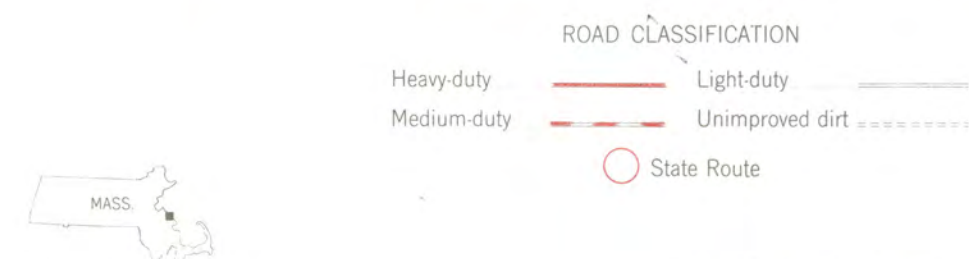 ROAD CLASSIFICATION
Heavy-duty Light-duty
Medium-duty Unimproved dirt
State Route
MASS.